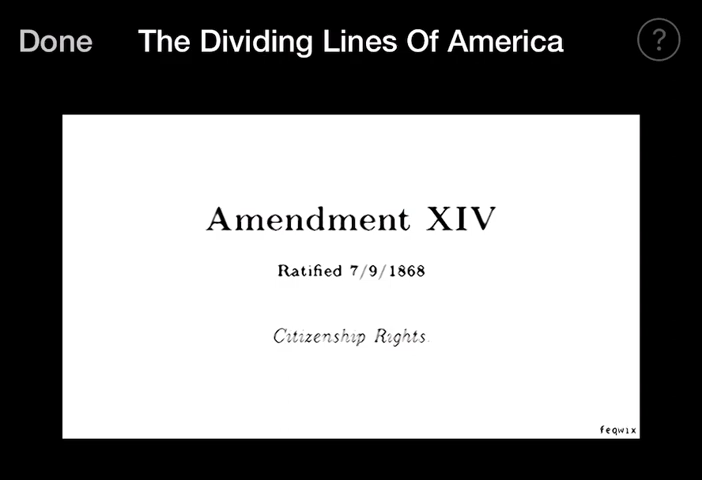 Done The Dividing Lines Of America ?
Amendment XIV
Ratified 7/9/1868
Citizenship Rights
feqwix